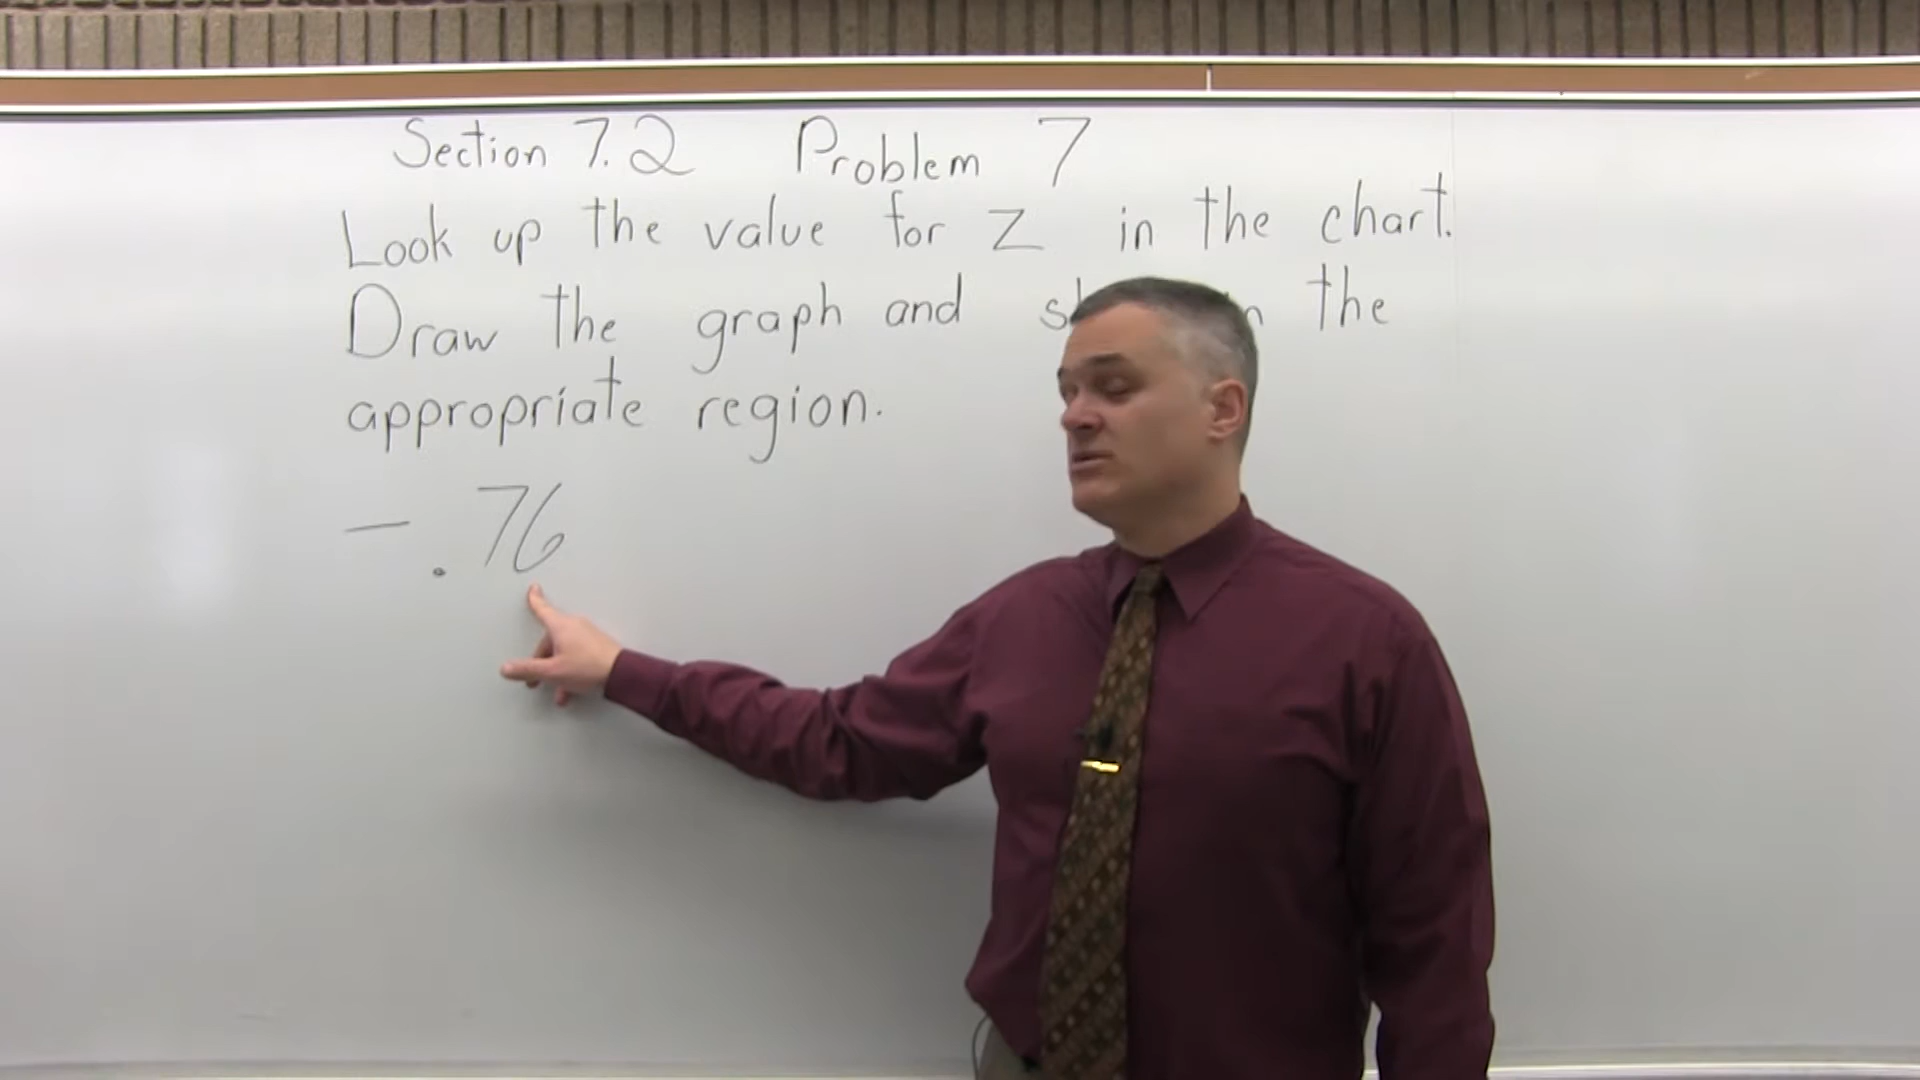 Section 7.2 Problem 7
Look up the value for z in the chart.
Draw the graph and the
appropriate region.
-.76